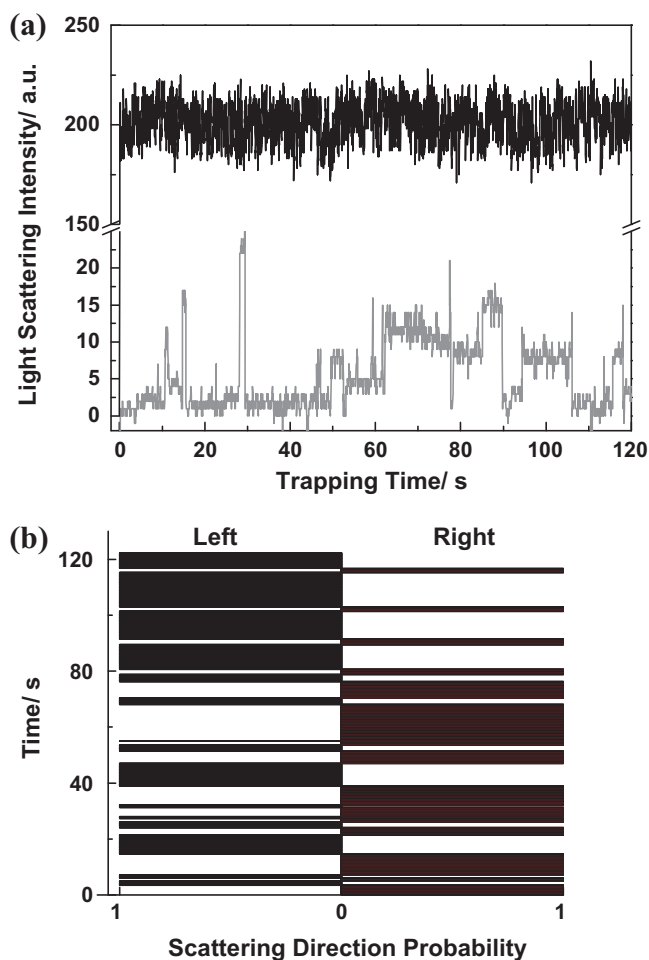 (a)
250
200
150
20
15
10
5
0
Light Scattering Intensity/ a.u.
0 20 40 60 80 100 120
Trapping Time/ s
(b)
Left Right
120
80
40
0
Time/ s
1 0 1
Scattering Direction Probability